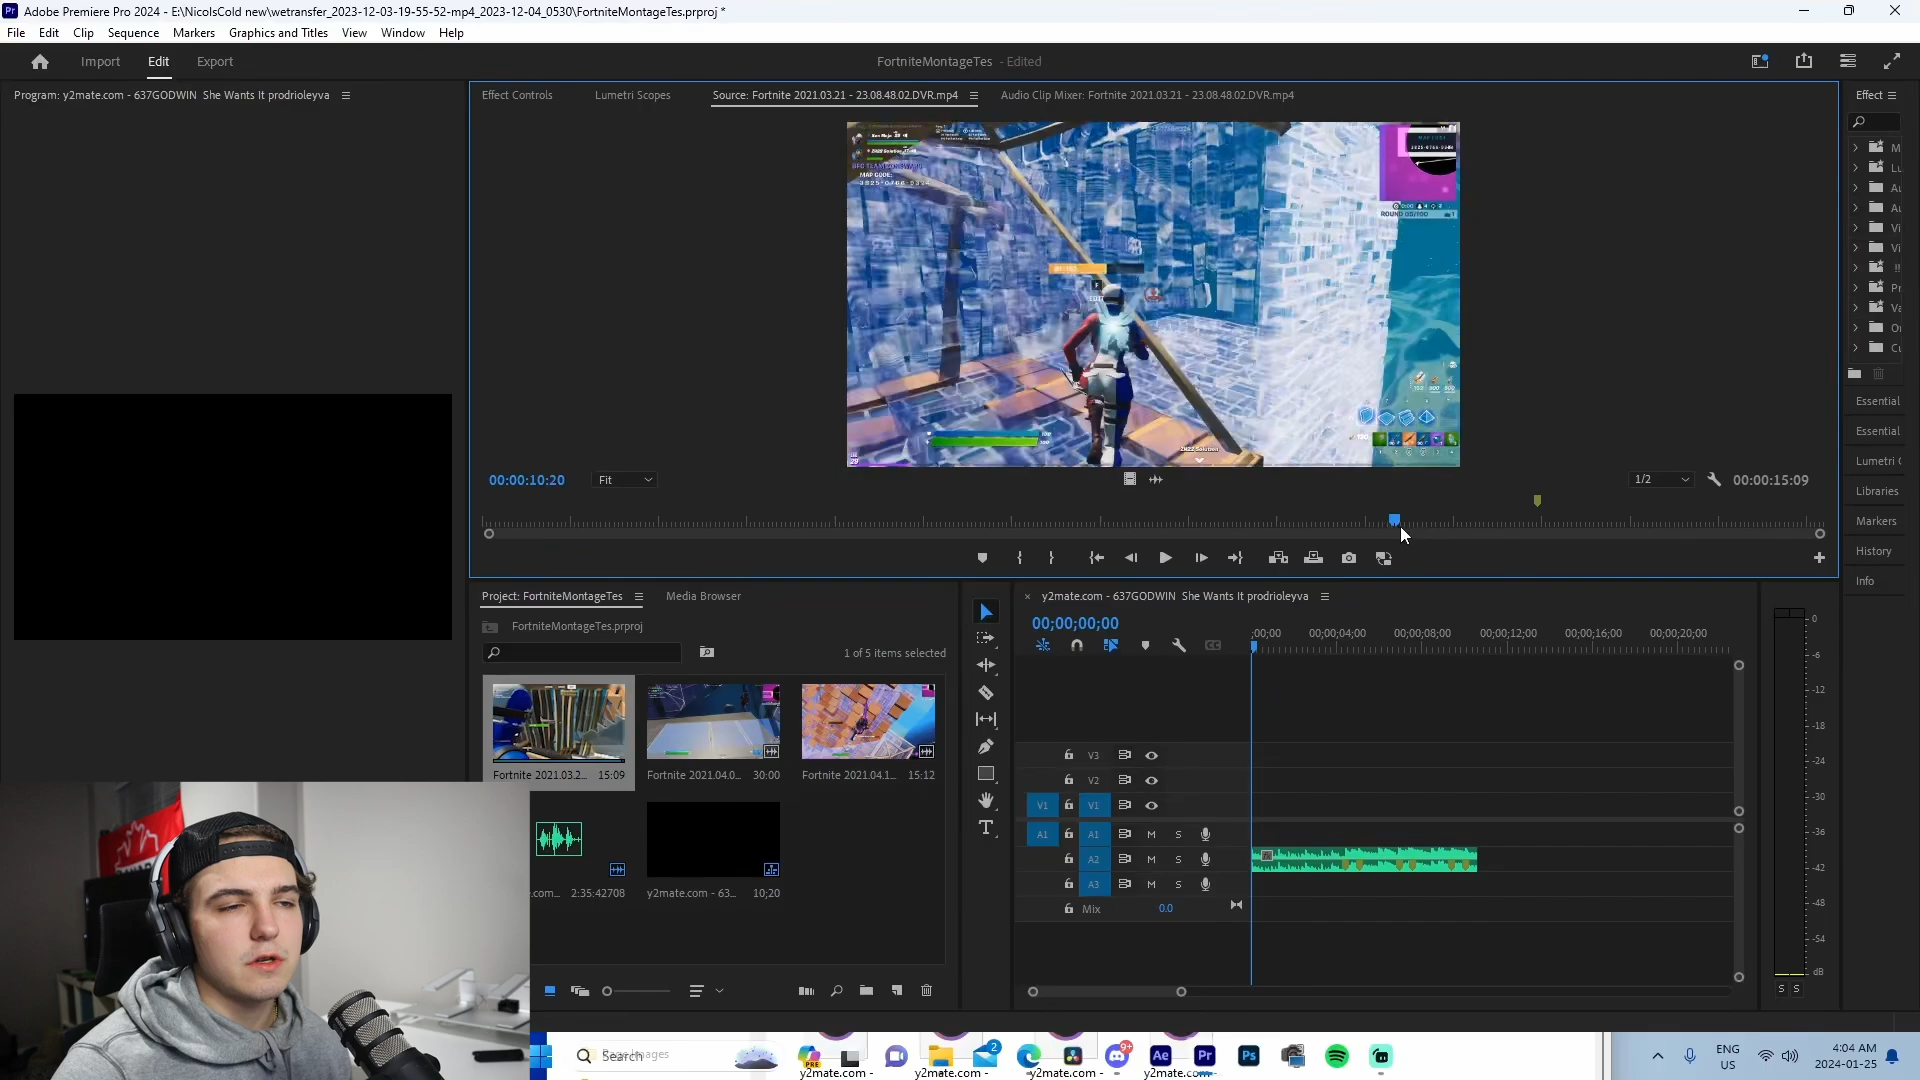 Adobe Premiere Pro 2024 - E:\NicolsCold new\wetransfer_2023-12-03-19-55-52-mp4_2023-12-04_0530\FortniteMontageTes.prproj *
File Edit Clip Sequence Markers Graphics and Titles View Window Help
Import Edit Export
FortniteMontageTes - Edited
Program: y2mate.com - 637GODWIN She Wants It prodrioleyva
Effect Controls
Lumetri Scopes
Source: Fortnite 2021.03.21 - 23.08.48.02.DVR.mp4
Audio Clip Mixer: Fortnite 2021.03.21 - 23.08.48.02.DVR.mp4
Effect
MAP CODE:
ROUND
EDIT
00:00:10:20
Fit
1/2
00:00:15:09
Essential
Essential
Lumetri
Libraries
Markers
History
Info
Project: FortniteMontageTes
Media Browser
FortniteMontageTes.prproj
1 of 5 items selected
Fortnite 2021.03.2... 15:09
Fortnite 2021.04.0... 30:00
Fortnite 2021.04.1... 15:12
.com... 2:35:42708
y2mate.com - 63... 10;20
× y2mate.com - 637GODWIN She Wants It prodrioleyva
00;00;00;00
;00;00 00;00;04;00 00;00;08;00 00;00;12;00 00;00;16;00 00;00;20;00
V3
V2
V1 V1
A1 A1 M S
A2 M S
A3 M S
Mix 0.0
0
-6
-12
-18
-24
-30
-36
-42
-48
-54
dB
S S
Search
y2mate.com - y2mate.com - y2mate.com - y2mate.com -
ENG
US
4:04 AM
2024-01-25